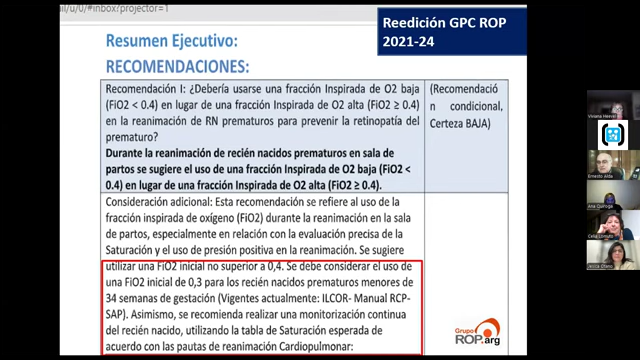 il/u/0/#inbox?projector=1
Reedición GPC ROP
2021-24
Resumen Ejecutivo:
RECOMENDACIONES:
Recomendación I: ¿Debería usarse una fracción Inspirada de O2 baja
(FiO2 < 0.4) en lugar de una fracción Inspirada de O2 alta (FiO2 ≥ 0.4)
en la reanimación de RN prematuros para prevenir la retinopatía del
prematuro?
Durante la reanimación de recién nacidos prematuros en sala de
partos se sugiere el uso de una fracción Inspirada de O2 baja (FiO2 <
0.4) en lugar de una fracción Inspirada de O2 alta (FiO2 ≥ 0.4).
(Recomendació
n condicional,
Certeza BAJA)
Consideración adicional: Esta recomendación se refiere al uso de la
fracción inspirada de oxígeno (FiO2) durante la reanimación en la sala
de partos, especialmente en relación con la evaluación precisa de la
Saturación y el uso de presión positiva en la reanimación. Se sugiere
utilizar una FiO2 inicial no superior a 0,4. Se debe considerar el uso de
una FiO2 inicial de 0,3 para los recién nacidos prematuros menores de
34 semanas de gestación (Vigentes actualmente: ILCOR- Manual RCP-
SAP). Asimismo, se recomienda realizar una monitorización continua
del recién nacido, utilizando la tabla de Saturación esperada de
acuerdo con las pautas de reanimación Cardiopulmonar:
Grupo
ROP.arg
Ernesto Alda
Ana Quiroga